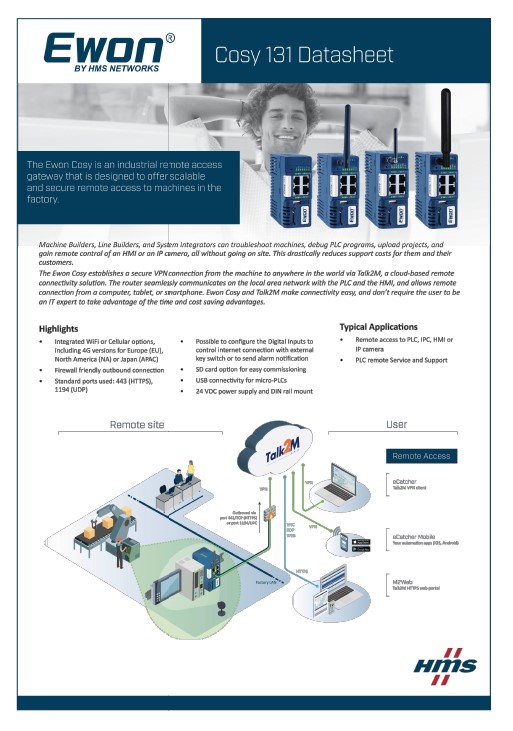 Ewon®
BY HMS NETWORKS
Cosy 131 Datasheet
The Ewon Cosy is an industrial remote access
gateway that is designed to offer scalable
and secure remote access to machines in the
factory.
EWON
EWON
EWON
EWON
Machine Builders, Line Builders, and System Integrators can troubleshoot machines, debug PLC programs, upload projects, and
gain remote control of an HMI or an IP camera, all without going on site. This drastically reduces support costs for them and their
customers.
The Ewon Cosy establishes a secure VPN connection from the machine to anywhere in the world via Talk2M, a cloud-based remote
connectivity solution. The router seamlessly communicates on the local area network with the PLC and the HMI, and allows remote
connection from a computer, tablet, or smartphone. Ewon Cosy and Talk2M make connectivity easy, and don't require the user to be
an IT expert to take advantage of the time and cost saving advantages.
Highlights
• Integrated WiFi or Cellular options,
including 4G versions for Europe (EU),
North America (NA) or Japan (APAC)
• Firewall friendly outbound connection
• Standard ports used: 443 (HTTPS),
1194 (UDP)
• Possible to configure the Digital Inputs to
control internet connection with external
key switch or to send alarm notification
• SD card option for easy commissioning
• USB connectivity for micro-PLCs
• 24 VDC power supply and DIN rail mount
Typical Applications
• Remote access to PLC, IPC, HMI or
IP camera
• PLC remote Service and Support
Remote site
User
Talk2M
Remote Access
VPN
VPN
eCatcher
Talk2M VPN client
Outbound via
port 443/TCP (HTTPS)
or port 1194/UPC
VNC
RDP
WEB
VPN
eCatcher Mobile
Your automation apps (iOS, Android)
HTTPS
Factory LAN
M2Web
Talk2M HTTPS web portal
HMS